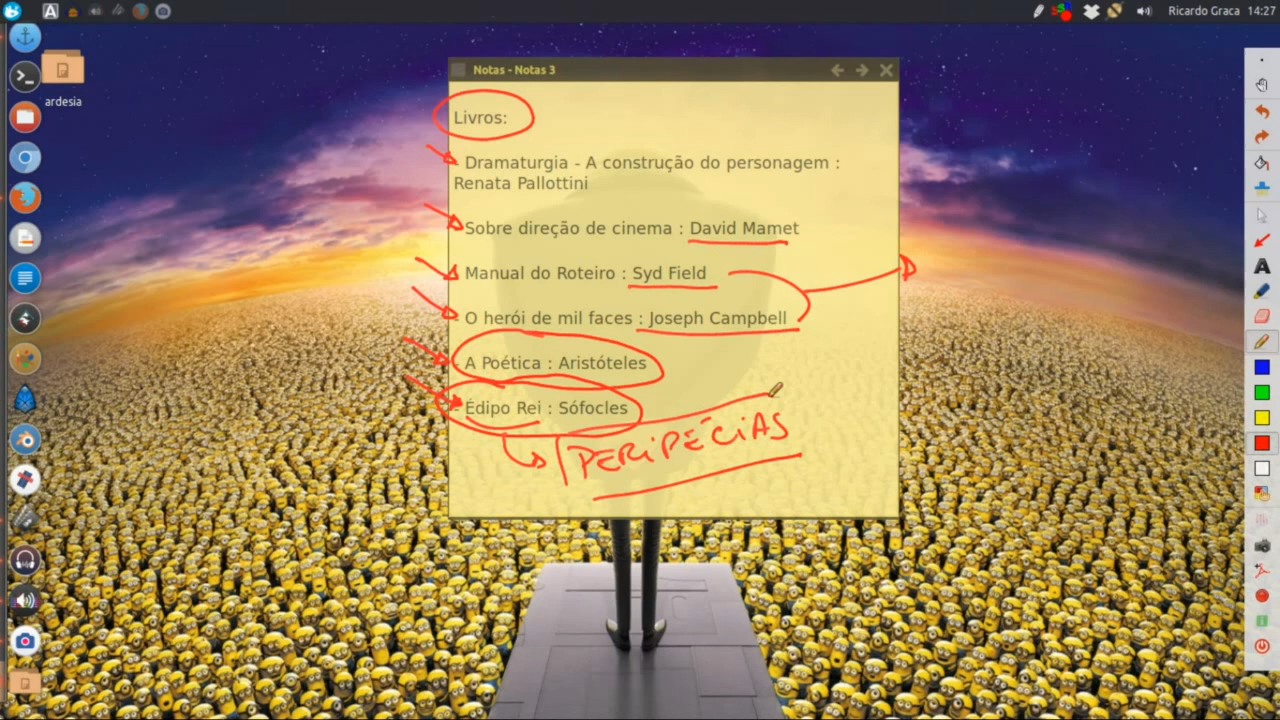 Ricardo Graca 14:27
ardesia
Notas - Notas 3
Livros:
- Dramaturgia - A construção do personagem :
Renata Pallottini
- Sobre direção de cinema : David Mamet
- Manual do Roteiro : Syd Field
- O herói de mil faces : Joseph Campbell
- A Poética : Aristóteles
- Édipo Rei : Sófocles
PERIPÉCIAS